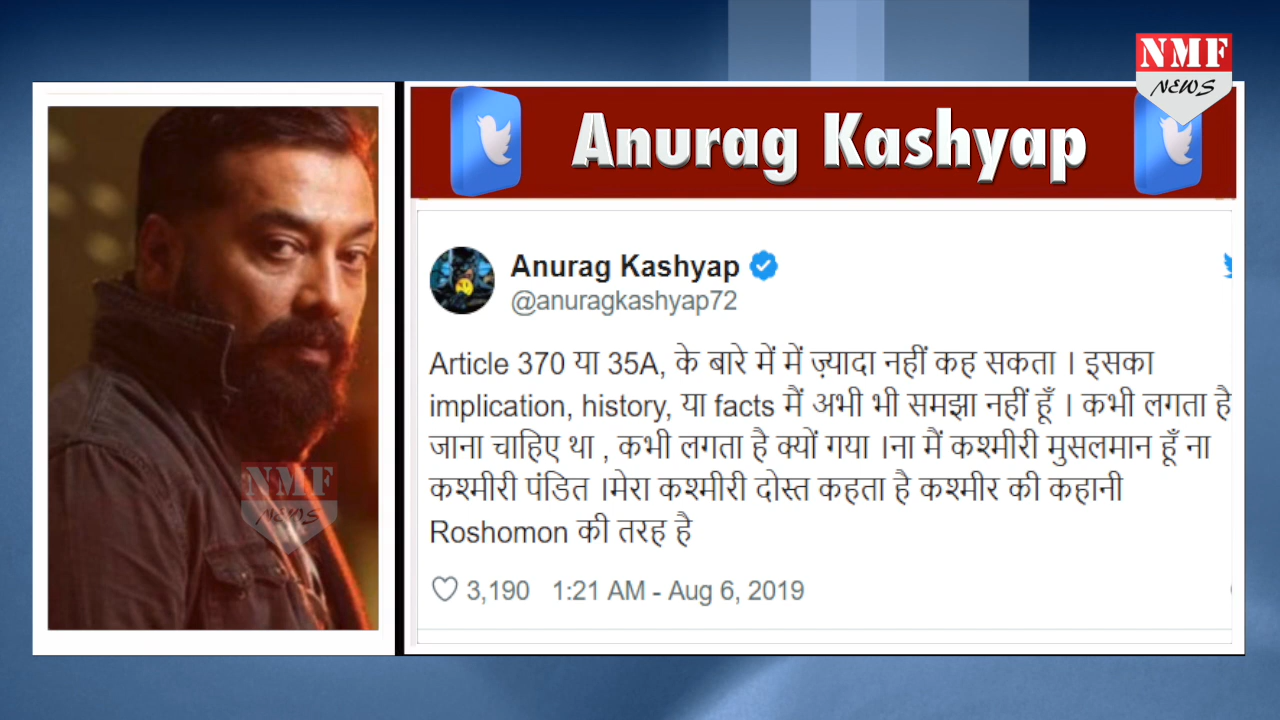 NMF
NEWS
Anurag Kashyap
Anurag Kashyap
@anuragkashyap72
Article 370 या 35A, के बारे में में ज़्यादा नहीं कह सकता । इसका
implication, history, या facts मैं अभी भी समझा नहीं हूँ । कभी लगता है
जाना चाहिए था , कभी लगता है क्यों गया ।ना मैं कश्मीरी मुसलमान हूँ ना
कश्मीरी पंडित ।मेरा कश्मीरी दोस्त कहता है कश्मीर की कहानी
Roshomon की तरह है
3,190 1:21 AM - Aug 6, 2019
NMF
NEWS